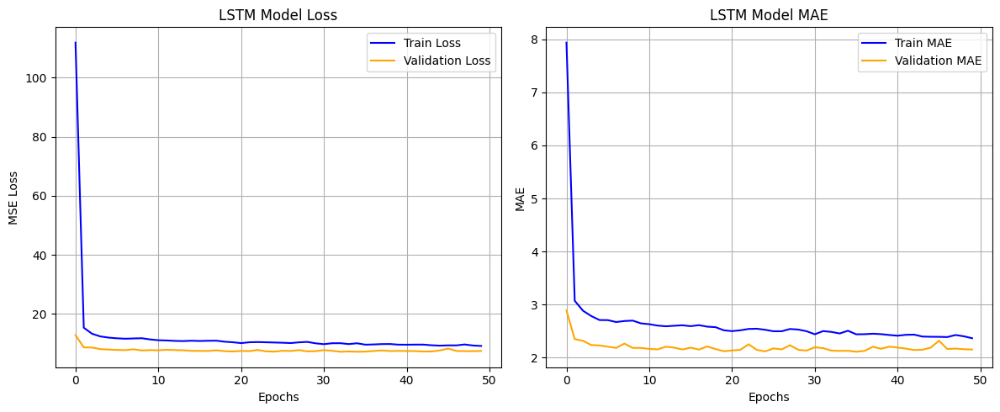 LSTM Model Loss
Train Loss
Validation Loss
100
80
60
40
20
MSE Loss
0 10 20 30 40 50
Epochs
LSTM Model MAE
Train MAE
Validation MAE
8
7
6
5
4
3
2
MAE
0 10 20 30 40 50
Epochs